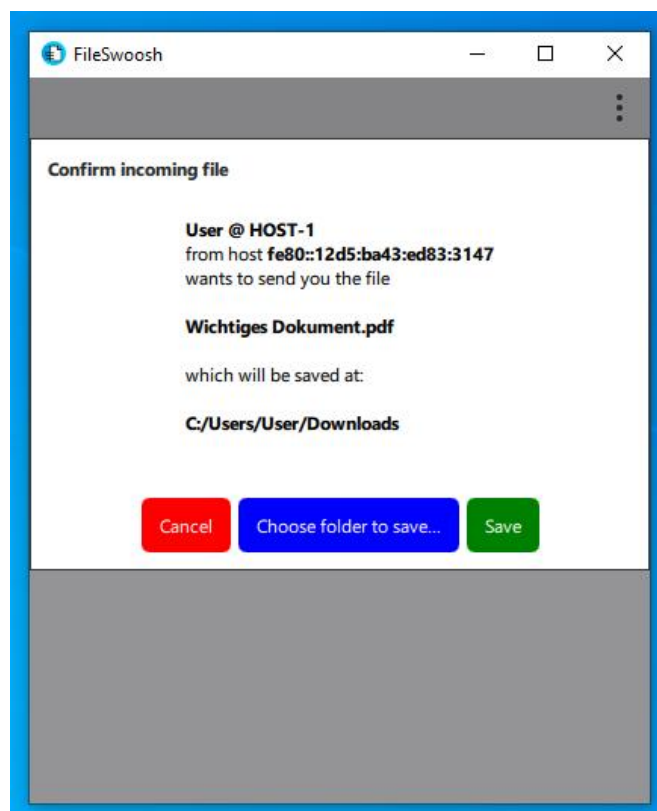 FileSwoosh
Confirm incoming file
User @ HOST-1
from host fe80::12d5:ba43:ed83:3147
wants to send you the file
Wichtiges Dokument.pdf
which will be saved at:
C:/Users/User/Downloads
Cancel
Choose folder to save...
Save